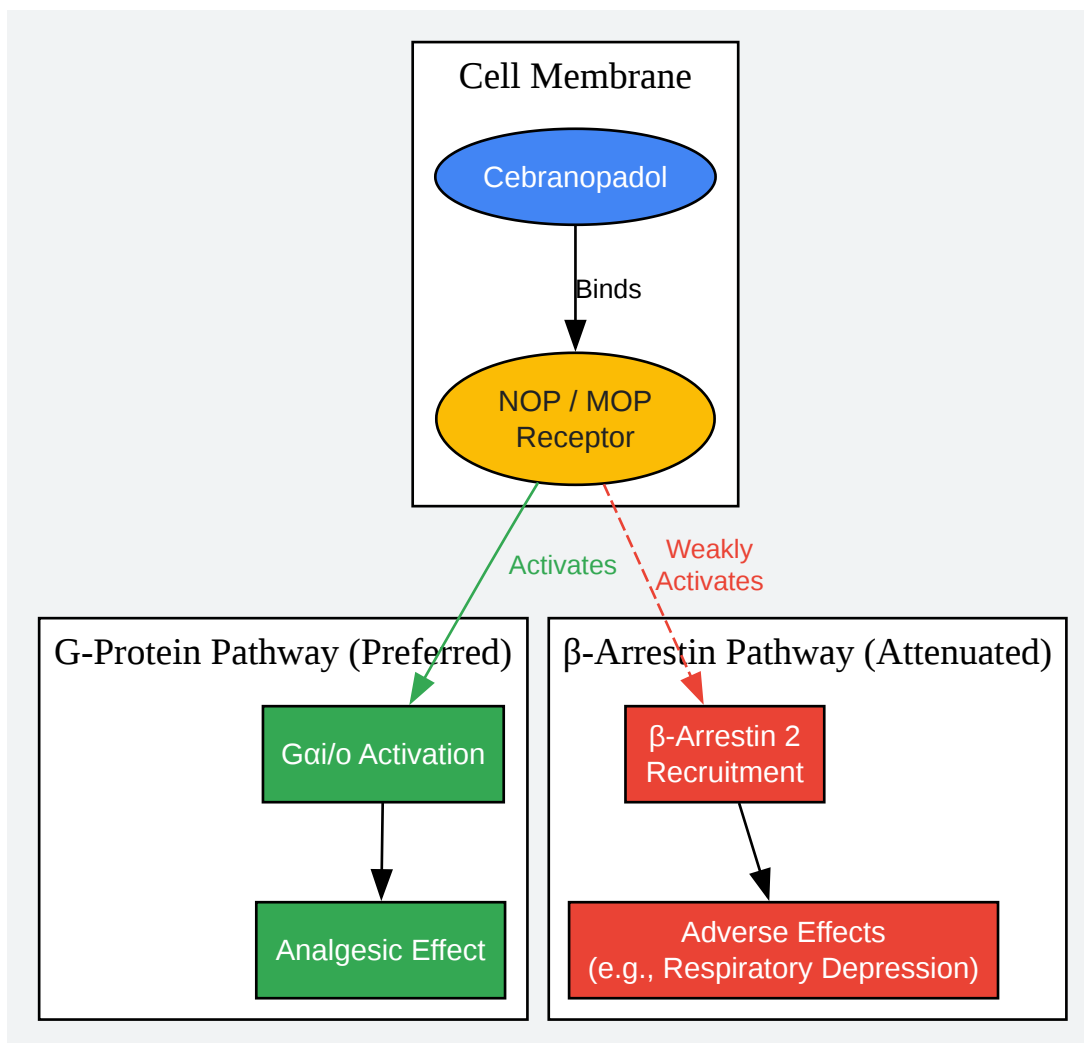 Cell Membrane
Cebranopadol
Binds
NOP / MOP
Receptor
Activates
Weakly
Activates
G-Protein Pathway (Preferred)
Gαi/o Activation
Analgesic Effect
β-Arrestin Pathway (Attenuated)
β-Arrestin 2
Recruitment
Adverse Effects
(e.g., Respiratory Depression)